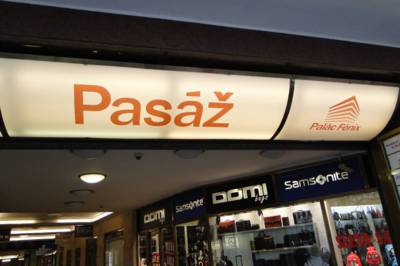 Pasáž
Palác Fénix
DOMI
Samsonite
DOMI
Samsonite